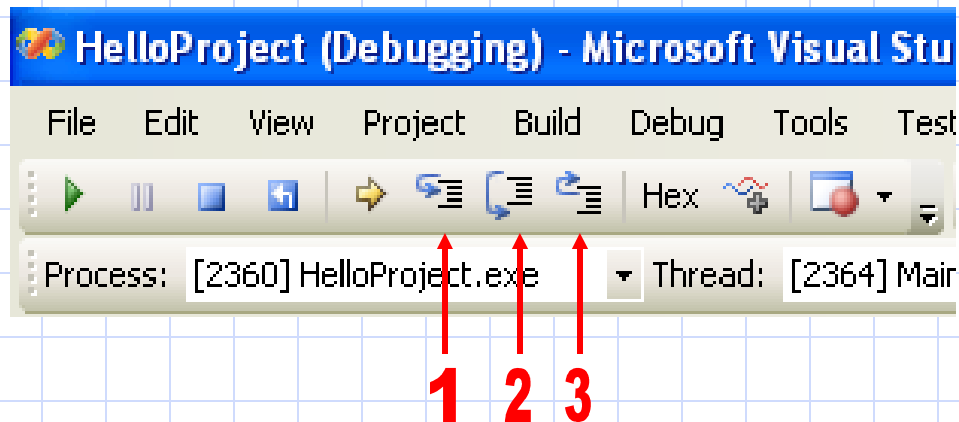 HelloProject (Debugging) - Microsoft Visual Stu
File Edit View Project Build Debug Tools Test
Hex
Process: [2360] HelloProject.exe Thread: [2364] Mair
1 2 3